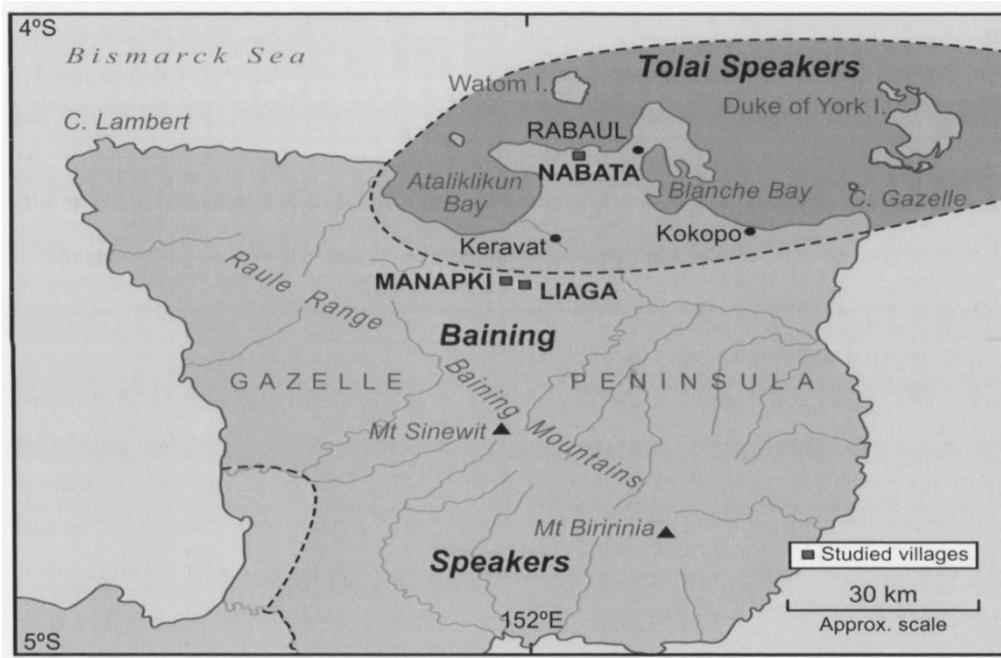 4ºS
Bismarck Sea
Tolai Speakers
Watom I.
Duke of York I.
C. Lambert
RABAUL
NABATA
Ataliklikun
Bay
Blanche Bay
C. Gazelle
Keravat
Kokopo
MANAPKI
LIAGA
Raule Range
Baining
GAZELLE PENINSULA
Baining Mountains
Mt Sinewit
Mt Biririnia
Speakers
Studied villages
30 km
Approx. scale
152ºE
5ºS